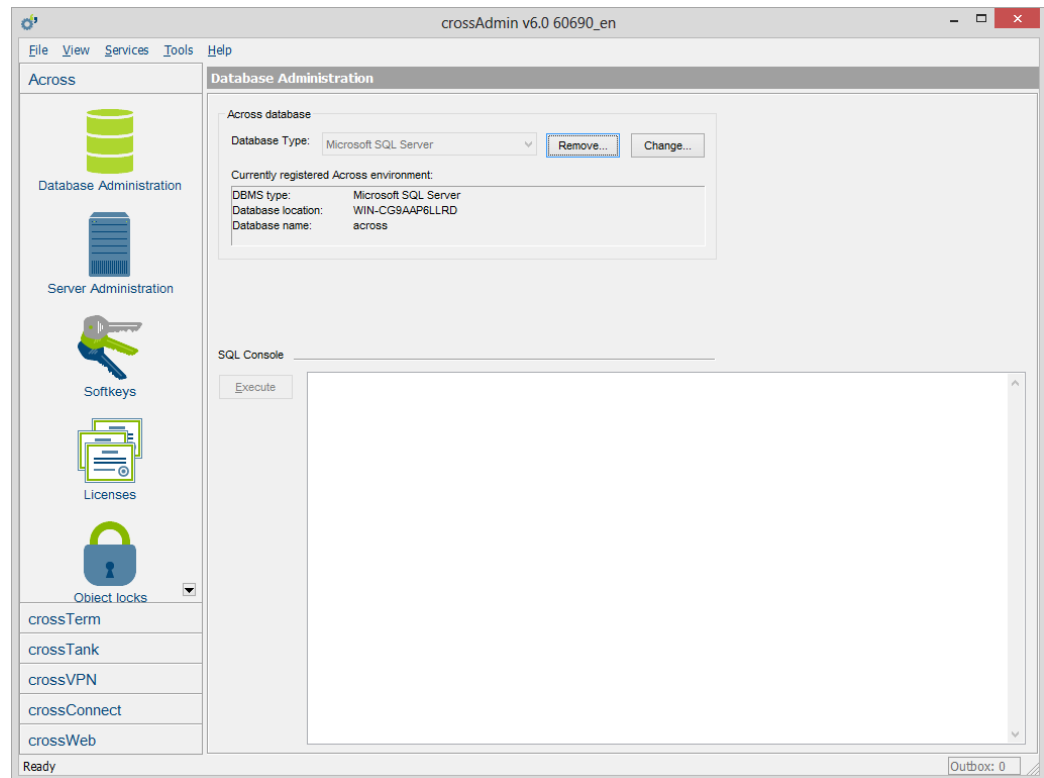 crossAdmin v6.0 60690_en
File View Services Tools Help
Across
Database Administration
Server Administration
Softkeys
Licenses
Object locks
crossTerm
crossTank
crossVPN
crossConnect
crossWeb
Database Administration
Across database
Database Type: Microsoft SQL Server Remove... Change...
Currently registered Across environment:
DBMS type: Microsoft SQL Server
Database location: WIN-CG9AAP6LLRD
Database name: across
SQL Console
Execute
Ready Outbox: 0